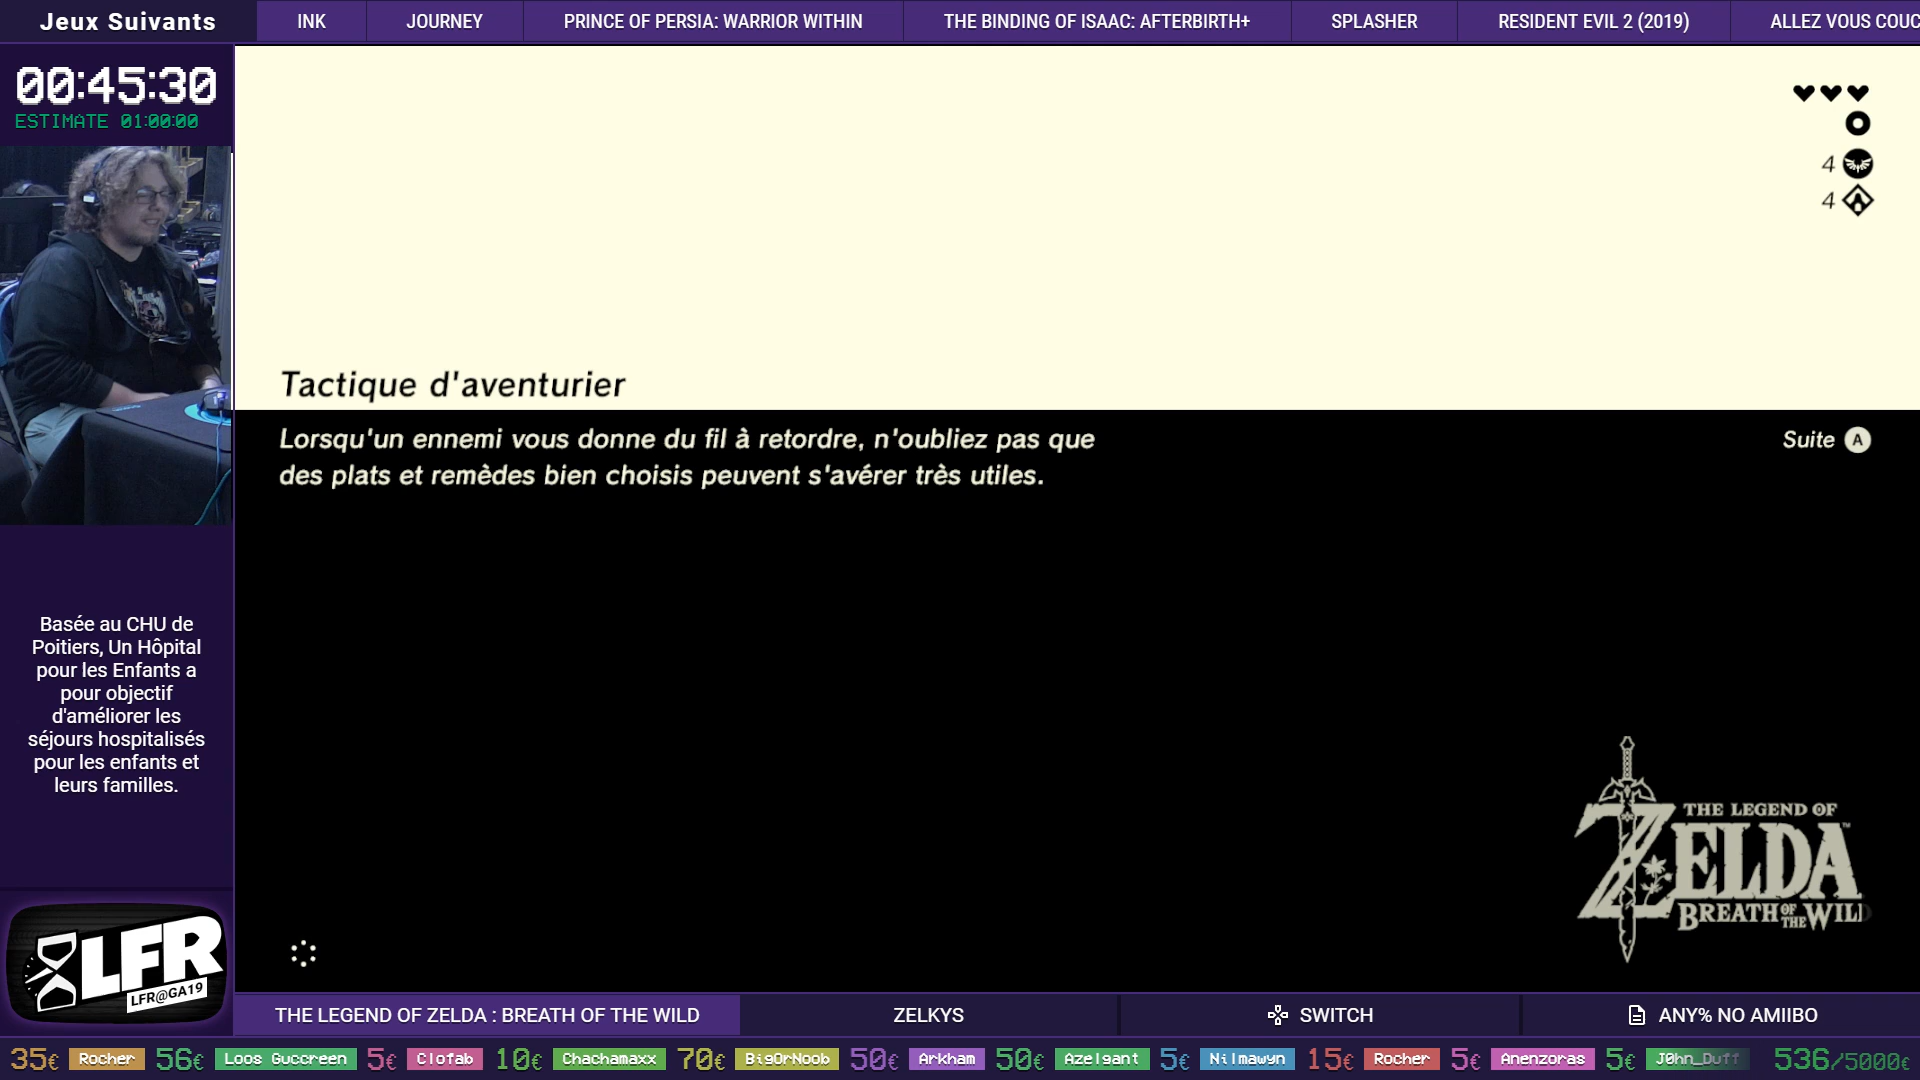 Jeux Suivants
INK
JOURNEY
PRINCE OF PERSIA: WARRIOR WITHIN
THE BINDING OF ISAAC: AFTERBIRTH+
SPLASHER
RESIDENT EVIL 2 (2019)
ALLEZ VOUS COUC
00:45:30
ESTIMATE 01:00:00
4
4
Tactique d'aventurier
Lorsqu'un ennemi vous donne du fil à retordre, n'oubliez pas que
des plats et remèdes bien choisis peuvent s'avérer très utiles.
Suite A
Basée au CHU de
Poitiers, Un Hôpital
pour les Enfants a
pour objectif
d'améliorer les
séjours hospitalisés
pour les enfants et
leurs familles.
THE LEGEND OF
ZELDA
BREATH OF THE WILD
LFR
LFR@GA19
THE LEGEND OF ZELDA : BREATH OF THE WILD
ZELKYS
SWITCH
ANY% NO AMIIBO
35€ Rocher 56€ Loos Guccreen 5€ Clofab 10€ Chachamaxx 70€ BigOrNoob 50€ Arkham 50€ Azelgant 5€ Nilmawyn 15€ Rocher 5€ Anenzoras 5€ J0hn_Duff 536/5000€